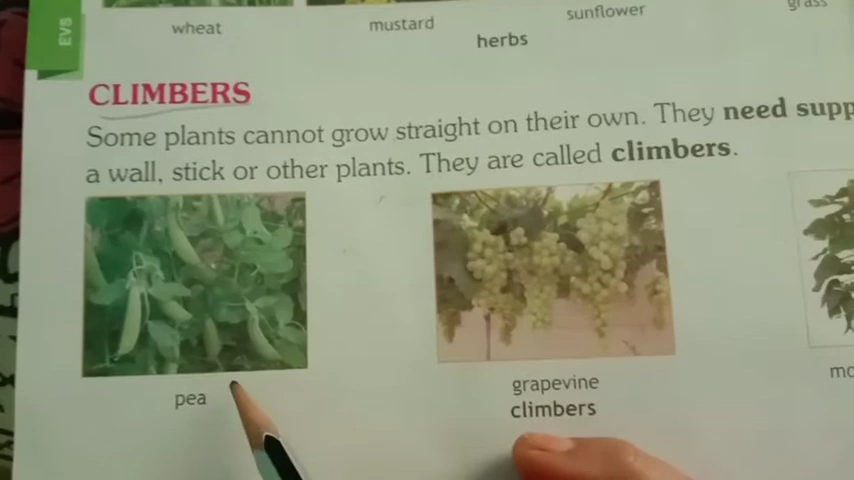 EVS
wheat
mustard
sunflower
grass
herbs
CLIMBERS
Some plants cannot grow straight on their own. They need supp
a wall, stick or other plants. They are called climbers.
pea
grapevine
climbers